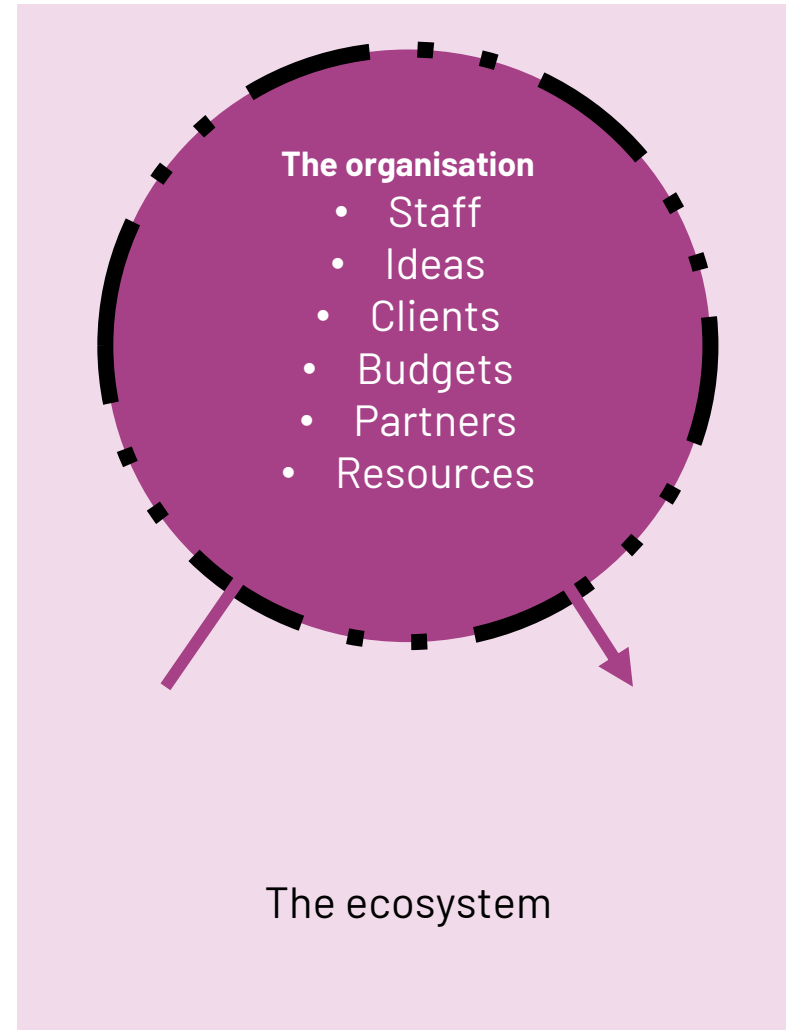 The organisation
• Staff
• Ideas
• Clients
• Budgets
• Partners
• Resources
The ecosystem